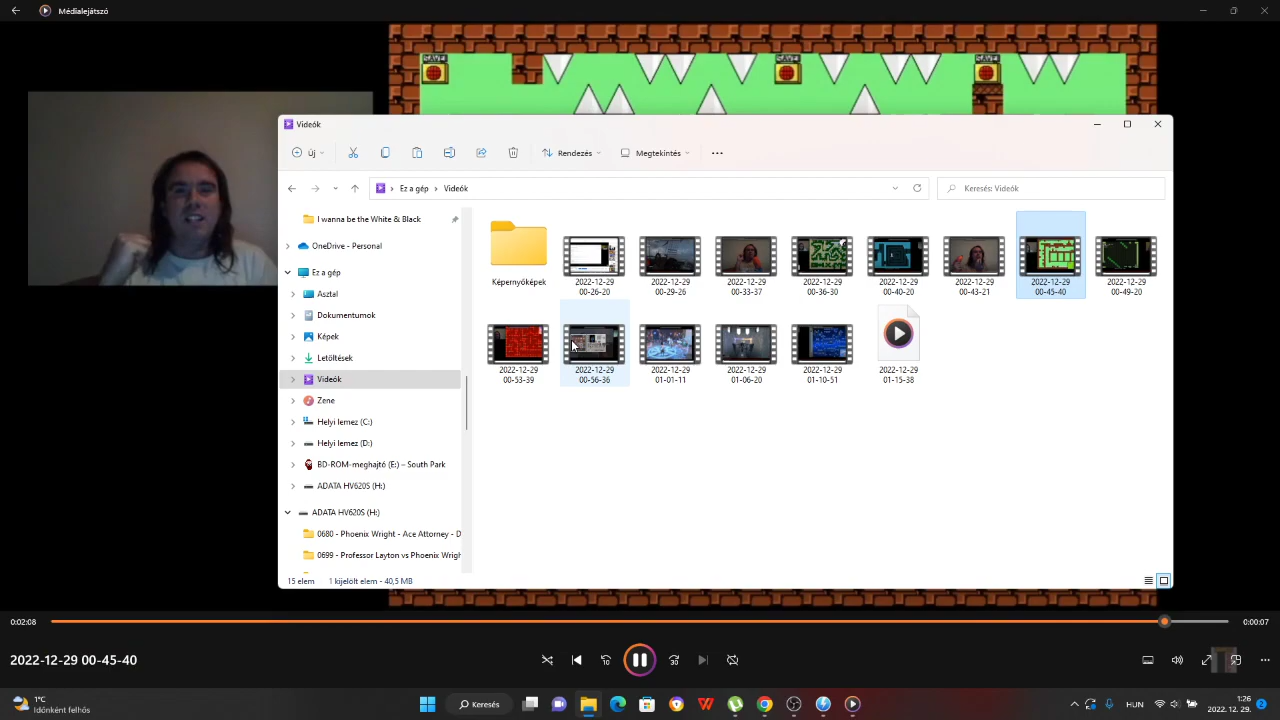 Médialejátszó
SAVE! SAVE! SAVE!
Videók
Új
Rendezés
Megtekintés
Ez a gép
Videók
Keresés: Videók
I wanna be the White & Black
OneDrive - Personal
Ez a gép
Asztal
Dokumentumok
Képek
Letöltések
Videók
Zene
Helyi lemez (C:)
Helyi lemez (D:)
BD-ROM-meghajtó (E:) – South Park
ADATA HV620S (H:)
ADATA HV620S (H:)
0680 - Phoenix Wright - Ace Attorney - D
0699 - Professor Layton vs Phoenix Wrigh
Képernyőképek
2022-12-29
00-26-20
2022-12-29
00-29-26
2022-12-29
00-33-37
2022-12-29
00-36-30
2022-12-29
00-40-20
2022-12-29
00-43-21
2022-12-29
00-45-40
2022-12-29
00-49-20
2022-12-29
00-53-39
2022-12-29
00-56-36
2022-12-29
01-01-11
2022-12-29
01-06-20
2022-12-29
01-10-51
2022-12-29
01-15-38
15 elem 1 kijelölt elem - 40,5 MB
0:02:08
0:00:07
2022-12-29 00-45-40
10
30
1°C
Időnként felhős
Keresés
HUN
1:26
2022. 12. 29.
2